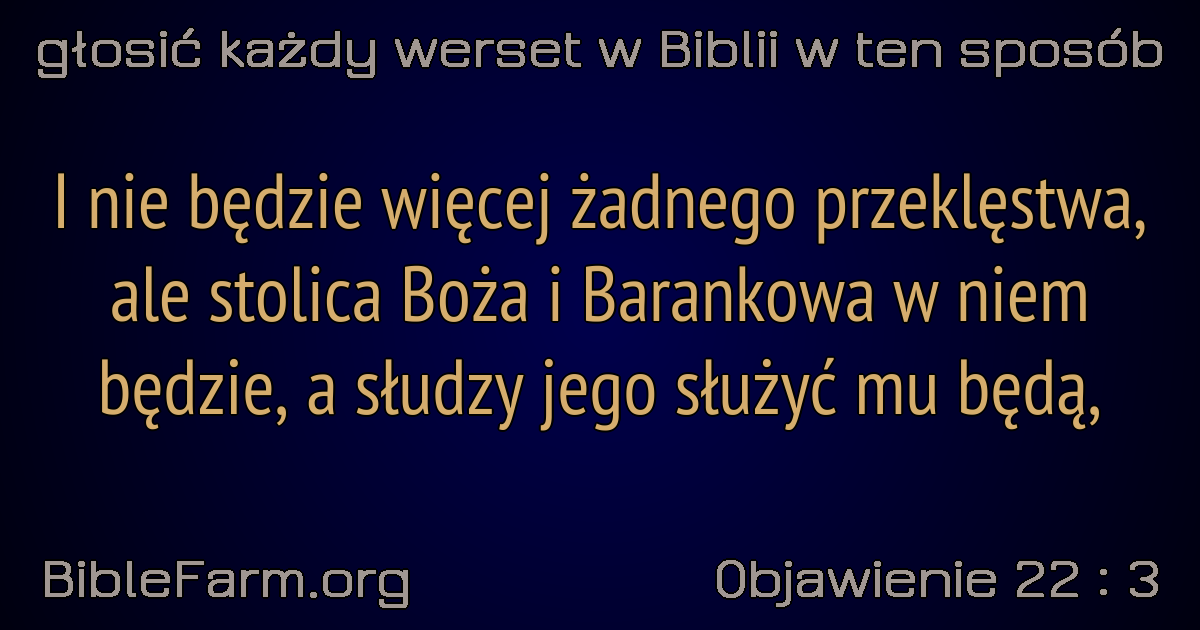 głosić każdy werset w Biblii w ten sposób
I nie będzie więcej żadnego przeklęstwa,
ale stolica Boża i Barankowa w niem
będzie, a słudzy jego służyć mu będą,
BibleFarm.org
Objawienie 22 : 3